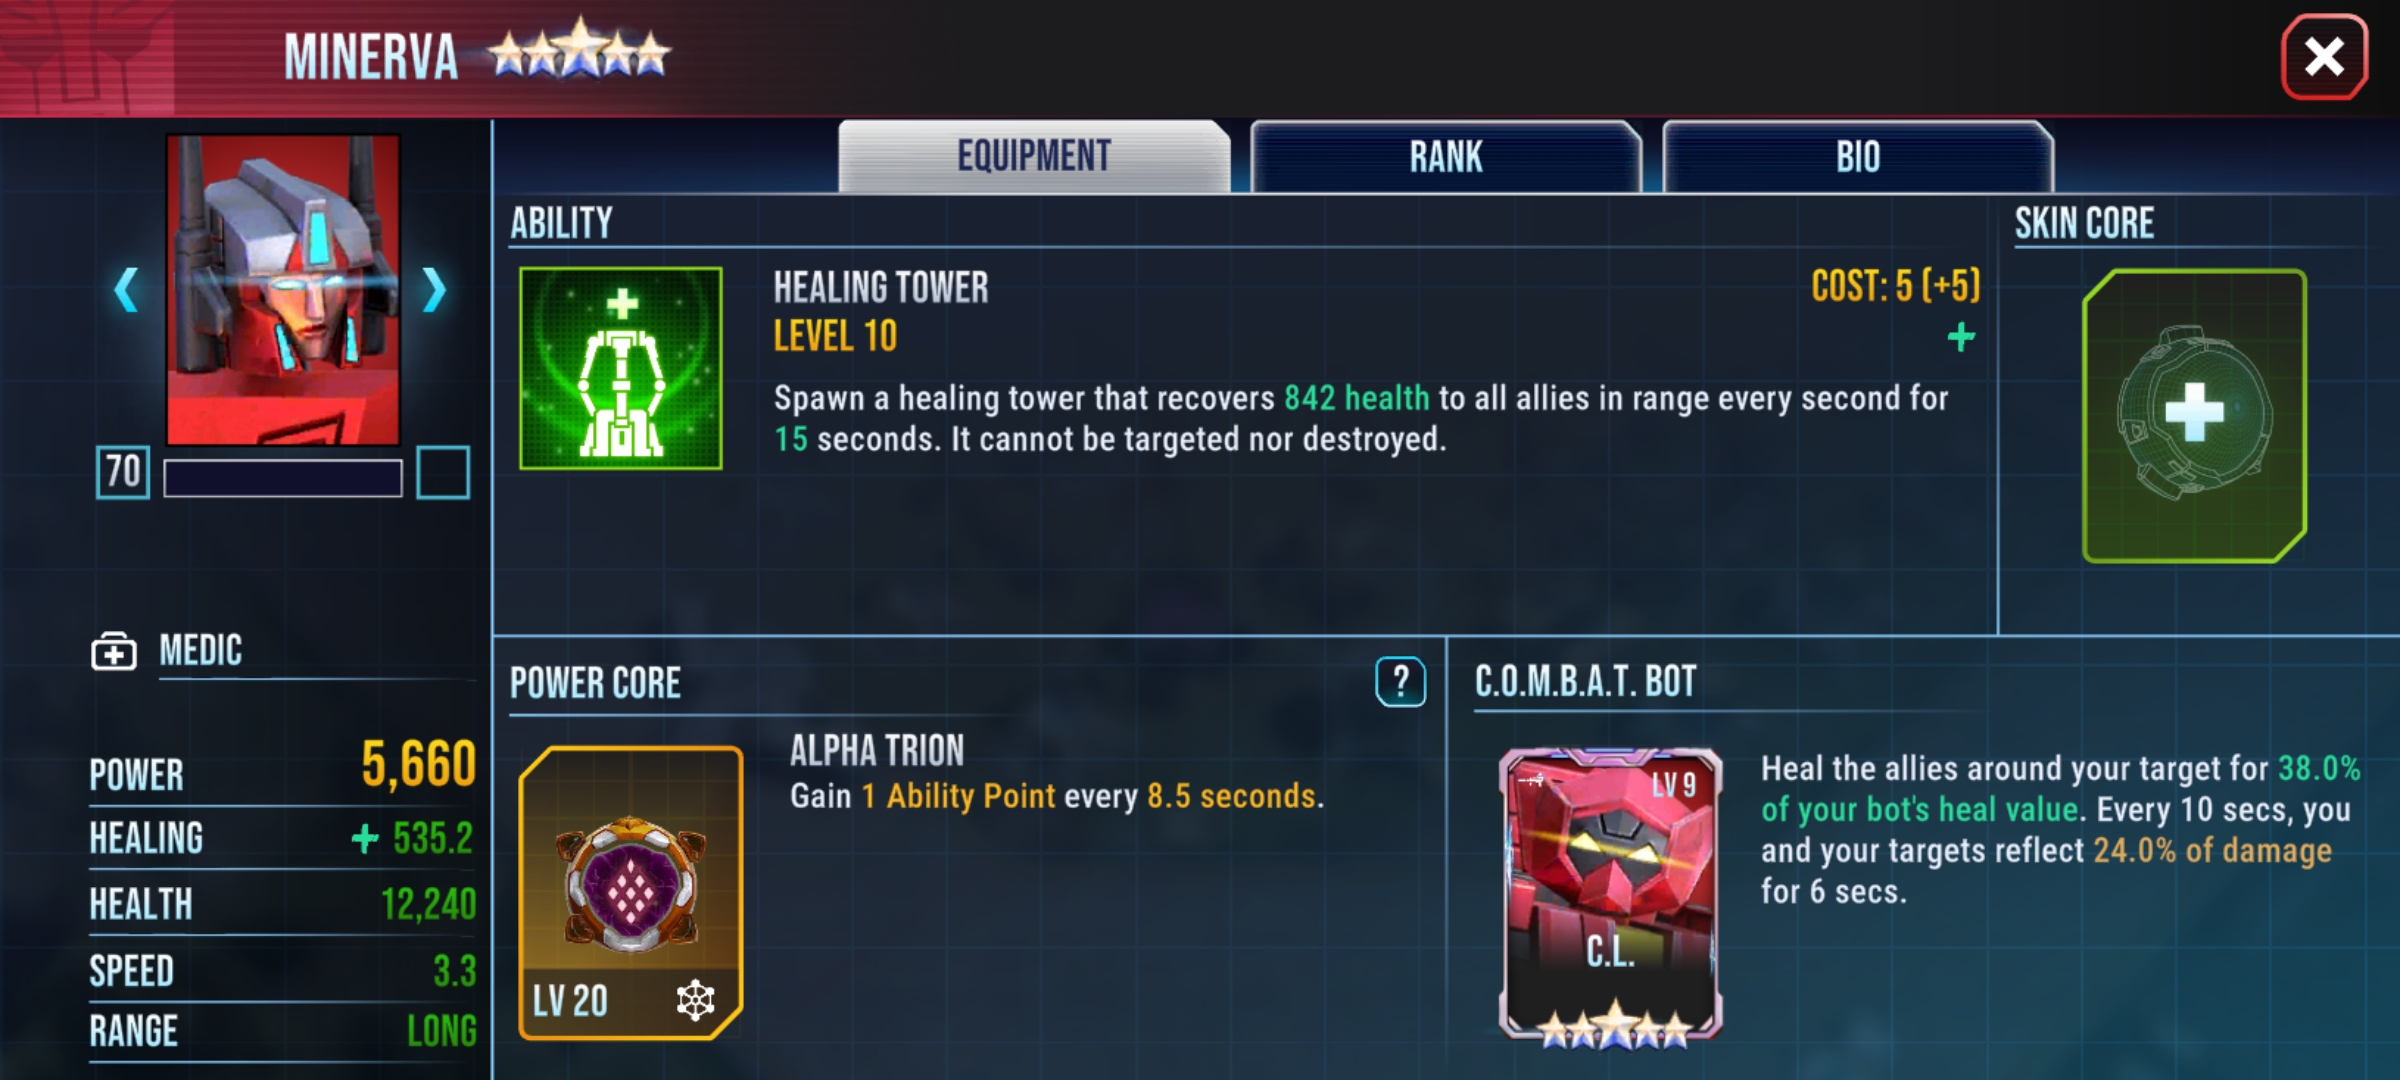 MINERVA
EQUIPMENT
RANK
BIO
ABILITY
SKIN CORE
HEALING TOWER
COST: 5 (+5)
LEVEL 10
Spawn a healing tower that recovers 842 health to all allies in range every second for
15 seconds. It cannot be targeted nor destroyed.
70
MEDIC
POWER 5,660
HEALING + 535.2
HEALTH 12,240
SPEED 3.3
RANGE LONG
POWER CORE
?
ALPHA TRION
Gain 1 Ability Point every 8.5 seconds.
LV 20
C.O.M.B.A.T. BOT
LV 9
C.L.
Heal the allies around your target for 38.0%
of your bot's heal value. Every 10 secs, you
and your targets reflect 24.0% of damage
for 6 secs.